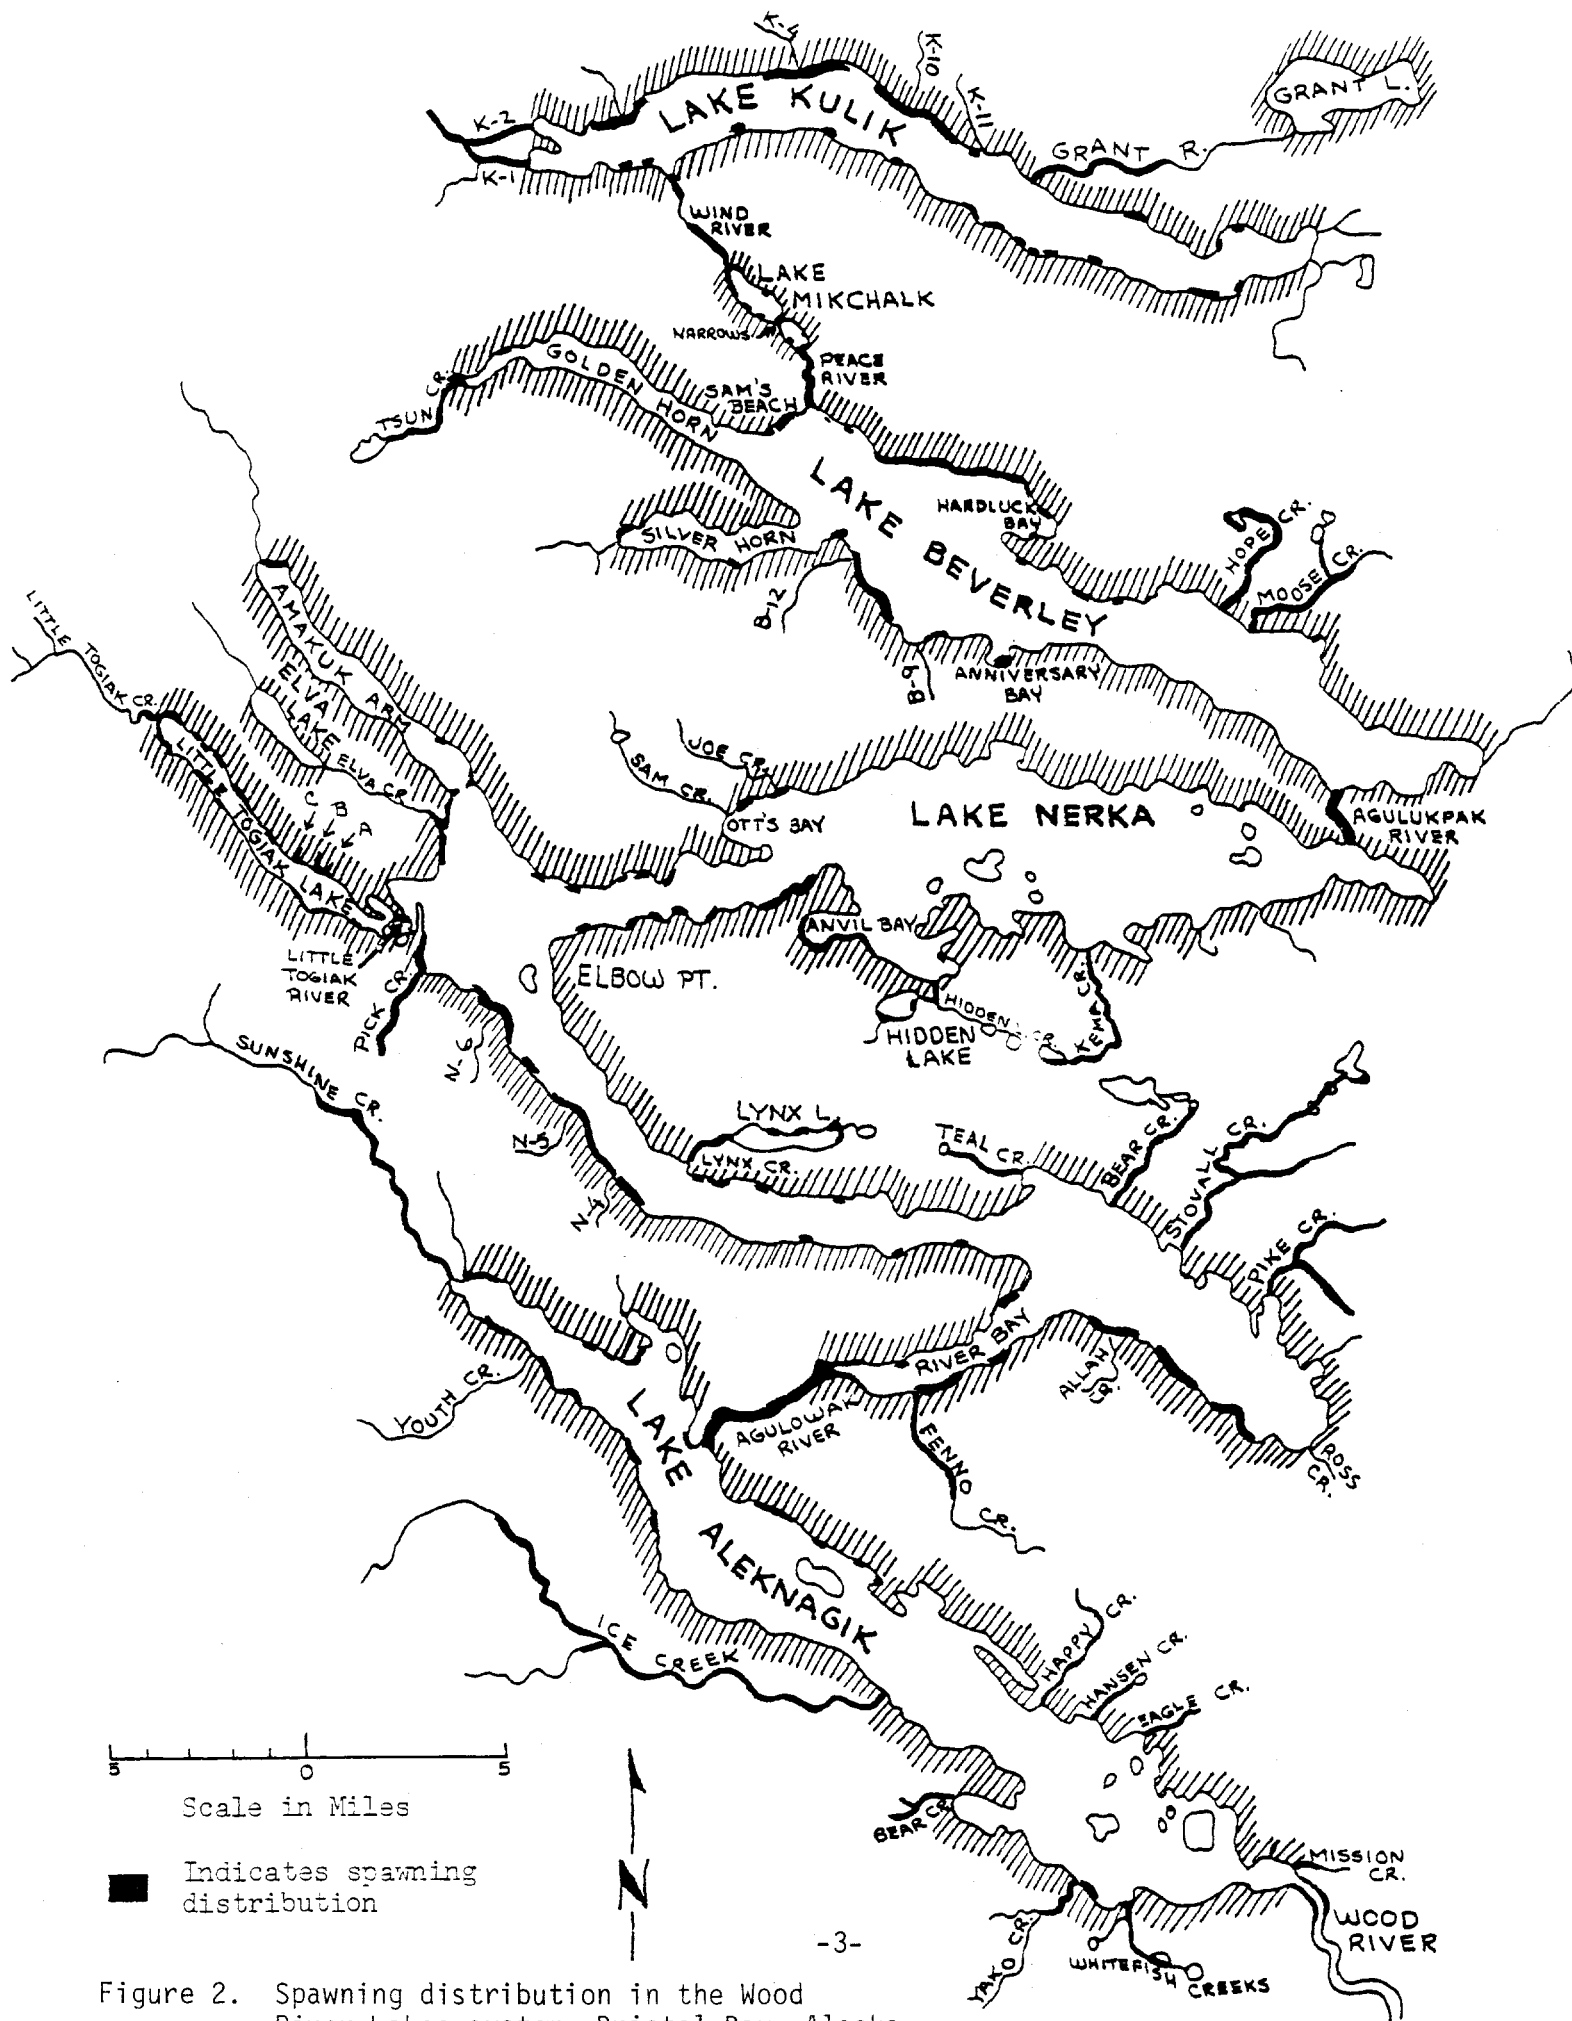 K-4
K-10
K-11
GRANT L.
LAKE KULIK
K-2
K-1
GRANT R.
WIND
RIVER
LAKE
MIKCHALK
NARROWS
PEACE
RIVER
GOLDEN HORN
SAM'S
BEACH
TSUN CR.
LAKE BEVERLEY
HARDLUCK
BAY
SILVER HORN
HOPE CR.
MOOSE CR.
B-12
B-9
ANNIVERSARY
BAY
AMAKUK ARM
LITTLE TOGIAK CR.
ELVA
LAKE
ELVA CR.
LITTLE TOGIAK LAKE
C
B
A
JOE CR.
SAM CR.
OTT'S BAY
LAKE NERKA
AGULUKPAK
RIVER
ANVIL BAY
LITTLE
TOGIAK
RIVER
PICK CR.
ELBOW PT.
HIDDEN CR.
HIDDEN
LAKE
KEMA CR.
SUNSHINE CR.
N-6
N-5
N-4
LYNX L.
LYNX CR.
TEAL CR.
BEAR CR.
STOVALL CR.
PIKE CR.
RIVER BAY
ALLAH CR.
YOUTH CR.
LAKE
ALEKNAGIK
AGULOWAK
RIVER
FENNO CR.
ROSS
CR.
ICE
CREEK
HAPPY CR.
HANSEN CR.
EAGLE CR.
BEAR CR.
MISSION
CR.
YAKO CR.
WHITEFISH CREEKS
WOOD
RIVER
5 0 5
Scale in Miles
Indicates spawning
distribution
N
-3-
Figure 2. Spawning distribution in the Wood